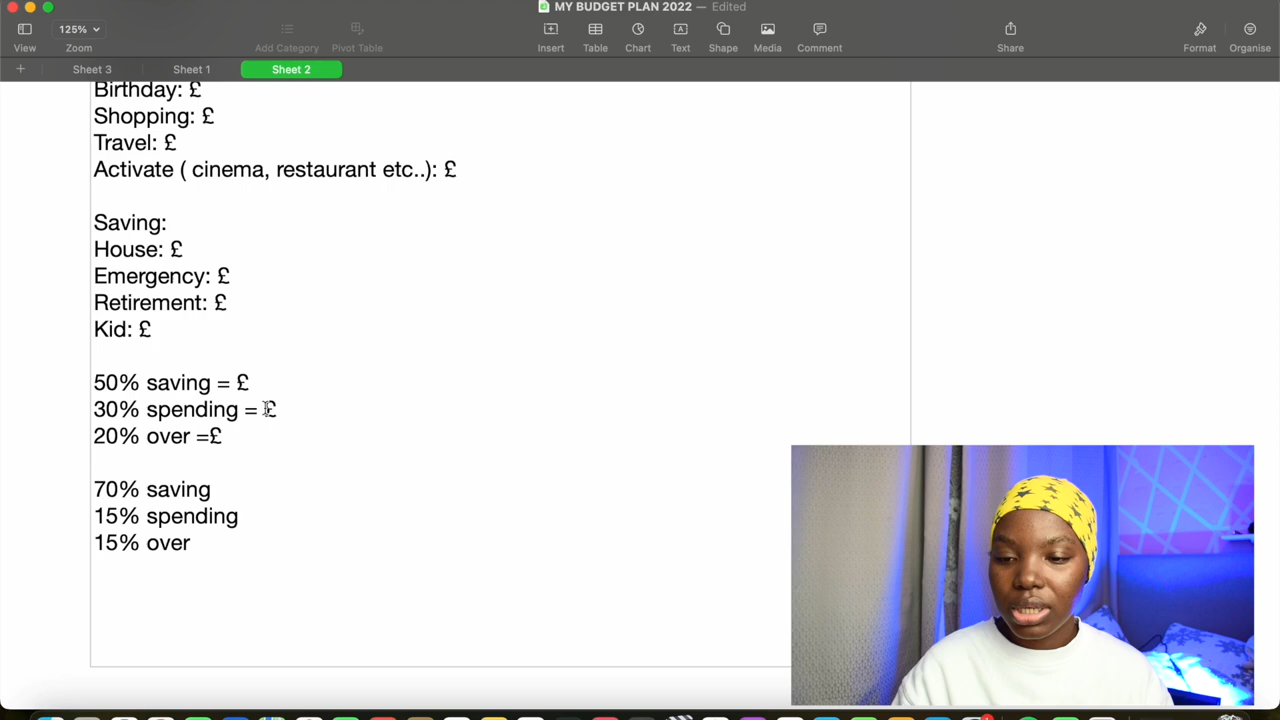 MY BUDGET PLAN 2022 — Edited
125%
View
Zoom
Add Category
Pivot Table
Insert
Table
Chart
Text
Shape
Media
Comment
Share
Format
Organise
Sheet 3
Sheet 1
Sheet 2
Birthday: £
Shopping: £
Travel: £
Activate ( cinema, restaurant etc..): £
Saving:
House: £
Emergency: £
Retirement: £
Kid: £
50% saving = £
30% spending = £
20% over =£
70% saving
15% spending
15% over